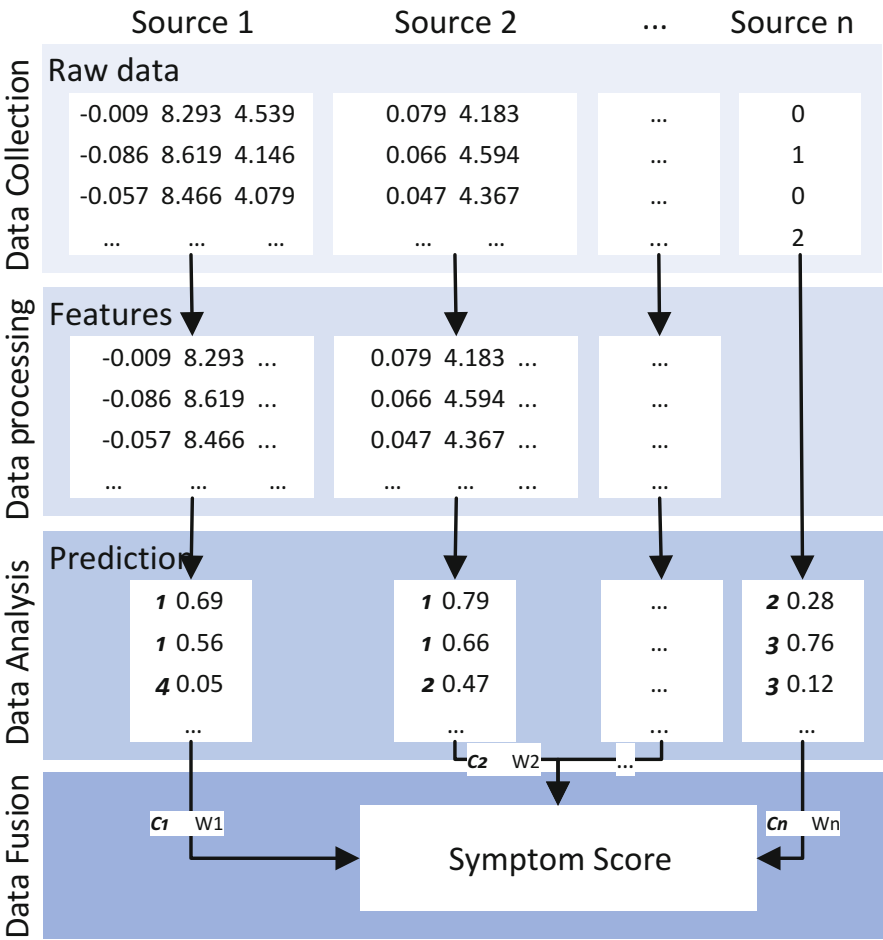 Source 1 Source 2 ... Source n
Data Collection
Raw data
-0.009 8.293 4.539
-0.086 8.619 4.146
-0.057 8.466 4.079
... ... ...
0.079 4.183
0.066 4.594
0.047 4.367
... ...
...
...
...
...
0
1
0
2
Data processing
Features
-0.009 8.293 ...
-0.086 8.619 ...
-0.057 8.466 ...
... ... ...
0.079 4.183 ...
0.066 4.594 ...
0.047 4.367 ...
... ... ...
...
...
...
...
Data Analysis
Prediction
1 0.69
1 0.56
4 0.05
...
1 0.79
1 0.66
2 0.47
...
...
...
...
...
2 0.28
3 0.76
3 0.12
...
C2 W2 ...
Data Fusion
C1 W1
Cn Wn
Symptom Score